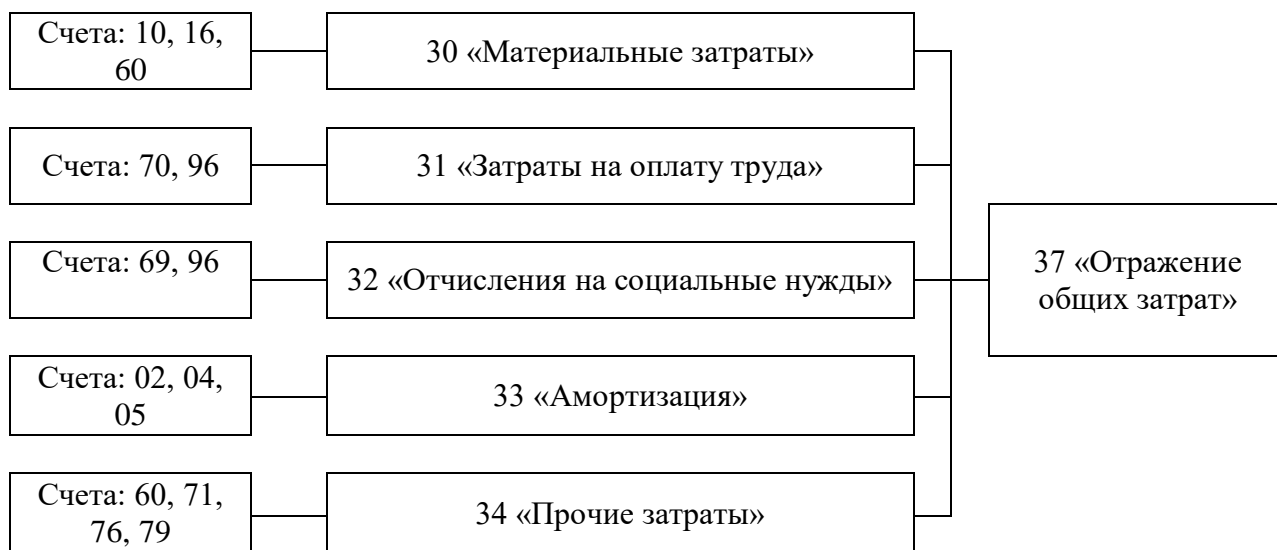 Счета: 10, 16,
60
30 «Материальные затраты»
Счета: 70, 96
31 «Затраты на оплату труда»
Счета: 69, 96
32 «Отчисления на социальные нужды»
37 «Отражение
общих затрат»
Счета: 02, 04,
05
33 «Амортизация»
Счета: 60, 71,
76, 79
34 «Прочие затраты»